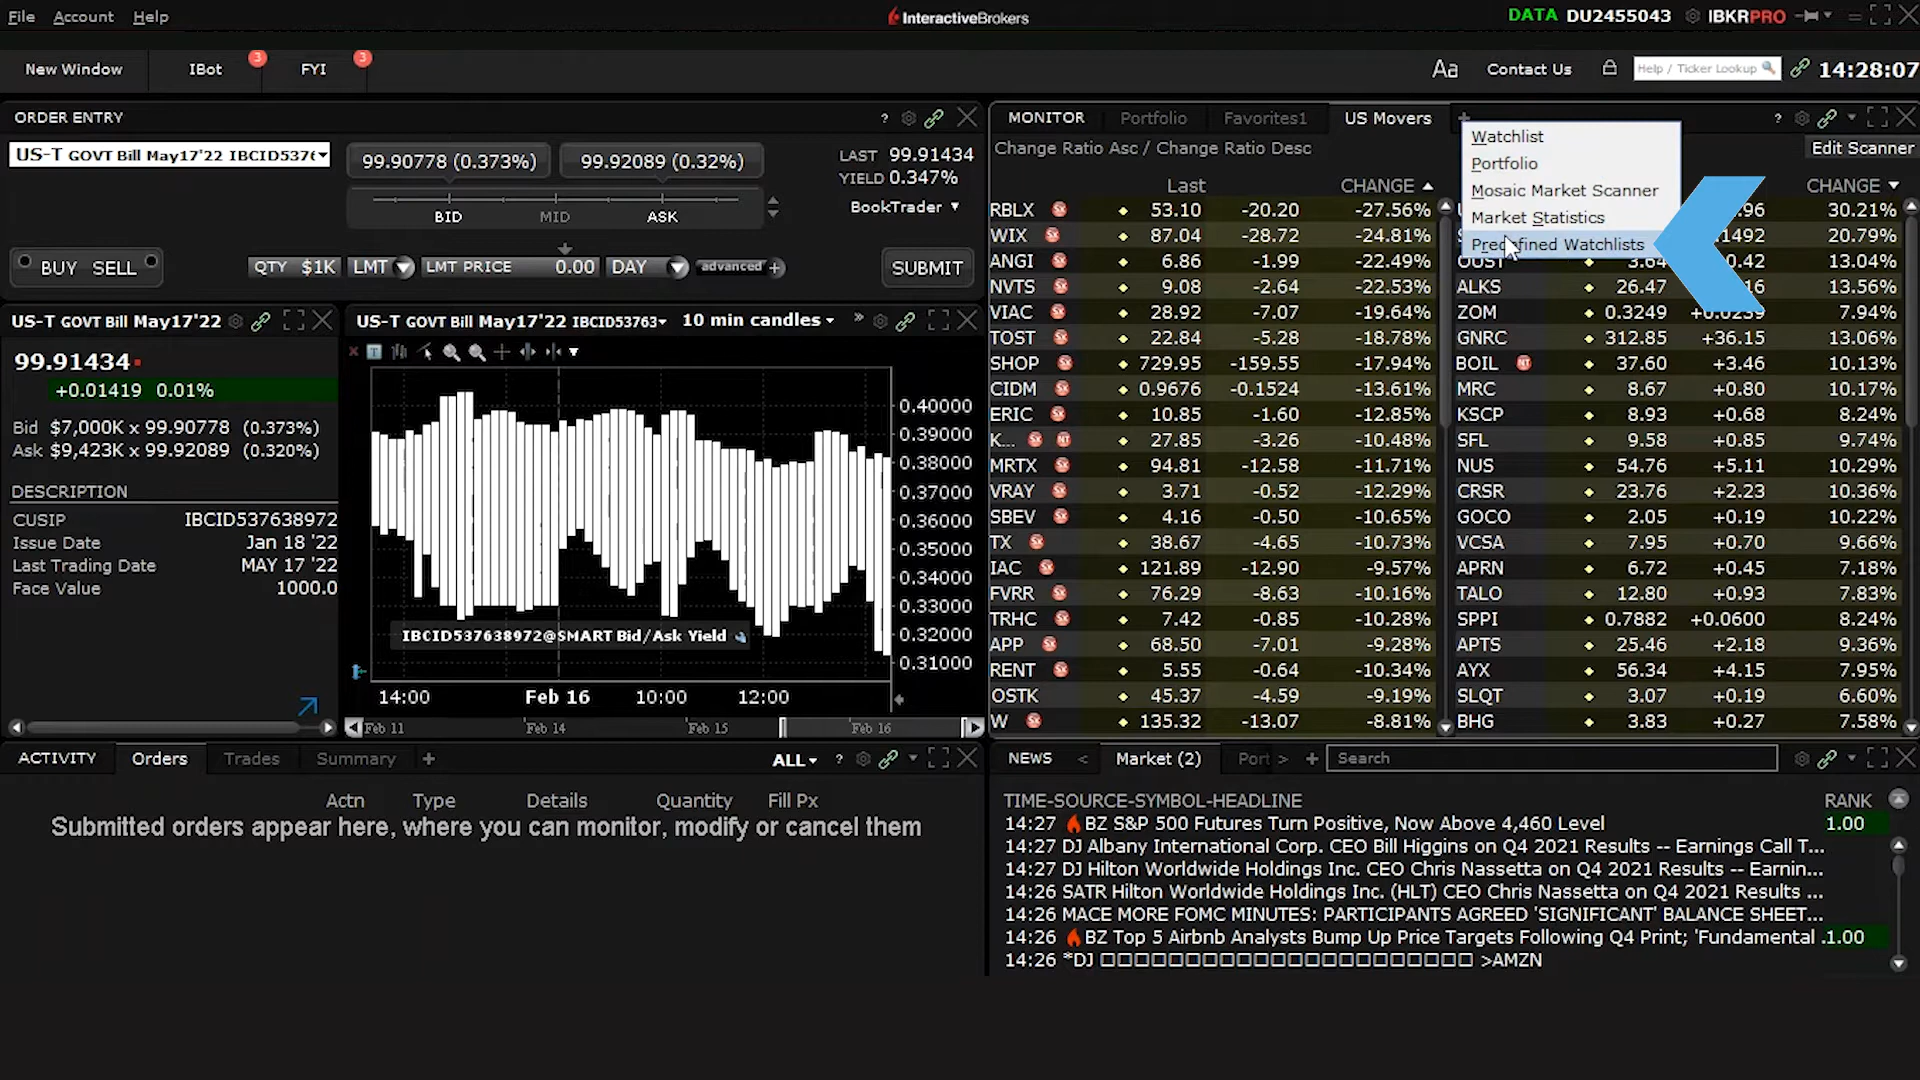 File Account Help
InteractiveBrokers
DATA DU2455043 IBKRPRO
New Window IBot 3 FYI 3
Aa Contact Us Help / Ticker Lookup 14:28:07
ORDER ENTRY ?
US-T GOVT Bill May17'22
99.90778 (0.373%) 99.92089 (0.32%)
LAST 99.91434
YIELD 0.347%
BID MID ASK
BookTrader
BUY SELL QTY $1K LMT LMT PRICE 0.00 DAY advanced + SUBMIT
US-T GOVT Bill May17'22
99.91434
+0.01419 0.01%
Bid $7,000K x 99.90778 (0.373%)
Ask $9,423K x 99.92089 (0.320%)
DESCRIPTION
CUSIP IBCID537638972
Issue Date Jan 18 '22
Last Trading Date MAY 17 '22
Face Value 1000.0
US-T GOVT Bill May17'22 IBCID53763 10 min candles »
0.40000
0.39000
0.38000
0.37000
0.36000
0.35000
0.34000
0.33000
0.32000
0.31000
IBCID537638972@SMART Bid/Ask Yield
14:00 Feb 16 10:00 12:00
Feb 11 Feb 14 Feb 15 Feb 16
MONITOR Portfolio Favorites1 US Movers + ?
Change Ratio Asc / Change Ratio Desc Edit Scanner
Watchlist
Portfolio
Mosaic Market Scanner
Market Statistics
Predefined Watchlists
Last CHANGE
RBLX 53.10 -20.20 -27.56%
WIX 87.04 -28.72 -24.81%
ANGI 6.86 -1.99 -22.49%
NVTS 9.08 -2.64 -22.53%
VIAC 28.92 -7.07 -19.64%
TOST 22.84 -5.28 -18.78%
SHOP 729.95 -159.55 -17.94%
CIDM 0.9676 -0.1524 -13.61%
ERIC 10.85 -1.60 -12.85%
K... 27.85 -3.26 -10.48%
MRTX 94.81 -12.58 -11.71%
VRAY 3.71 -0.52 -12.29%
SBEV 4.16 -0.50 -10.65%
TX 38.67 -4.65 -10.73%
IAC 121.89 -12.90 -9.57%
FVRR 76.29 -8.63 -10.16%
TRHC 7.42 -0.85 -10.28%
APP 68.50 -7.01 -9.28%
RENT 5.55 -0.64 -10.34%
OSTK 45.37 -4.59 -9.19%
W 135.32 -13.07 -8.81%
CHANGE
.96 30.21%
.1492 20.79%
OUST 3.64 +0.42 13.04%
ALKS 26.47 16 13.56%
ZOM 0.3249 +0.0239 7.94%
GNRC 312.85 +36.15 13.06%
BOIL 37.60 +3.46 10.13%
MRC 8.67 +0.80 10.17%
KSCP 8.93 +0.68 8.24%
SFL 9.58 +0.85 9.74%
NUS 54.76 +5.11 10.29%
CRSR 23.76 +2.23 10.36%
GOCO 2.05 +0.19 10.22%
VCSA 7.95 +0.70 9.66%
APRN 6.72 +0.45 7.18%
TALO 12.80 +0.93 7.83%
SPPI 0.7882 +0.0600 8.24%
APTS 25.46 +2.18 9.36%
AYX 56.34 +4.15 7.95%
SLQT 3.07 +0.19 6.60%
BHG 3.83 +0.27 7.58%
ACTIVITY Orders Trades Summary + ALL ?
Actn Type Details Quantity Fill Px
Submitted orders appear here, where you can monitor, modify or cancel them
NEWS < Market (2) Port > + Search
TIME-SOURCE-SYMBOL-HEADLINE RANK
14:27 BZ S&P 500 Futures Turn Positive, Now Above 4,460 Level 1.00
14:27 DJ Albany International Corp. CEO Bill Higgins on Q4 2021 Results -- Earnings Call T...
14:27 DJ Hilton Worldwide Holdings Inc. CEO Chris Nassetta on Q4 2021 Results -- Earnin...
14:26 SATR Hilton Worldwide Holdings Inc. (HLT) CEO Chris Nassetta on Q4 2021 Results ...
14:26 MACE MORE FOMC MINUTES: PARTICIPANTS AGREED 'SIGNIFICANT' BALANCE SHEET...
14:26 BZ Top 5 Airbnb Analysts Bump Up Price Targets Following Q4 Print; 'Fundamental . 1.00
14:26 *DJ >AMZN